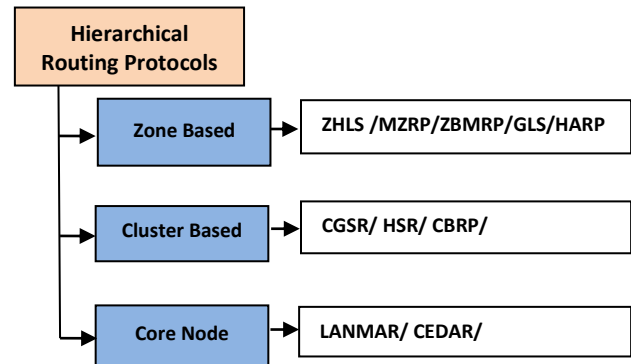 Hierarchical
Routing Protocols
Zone Based
ZHLS /MZRP/ZBMRP/GLS/HARP
Cluster Based
CGSR/ HSR/ CBRP/
Core Node
LANMAR/ CEDAR/